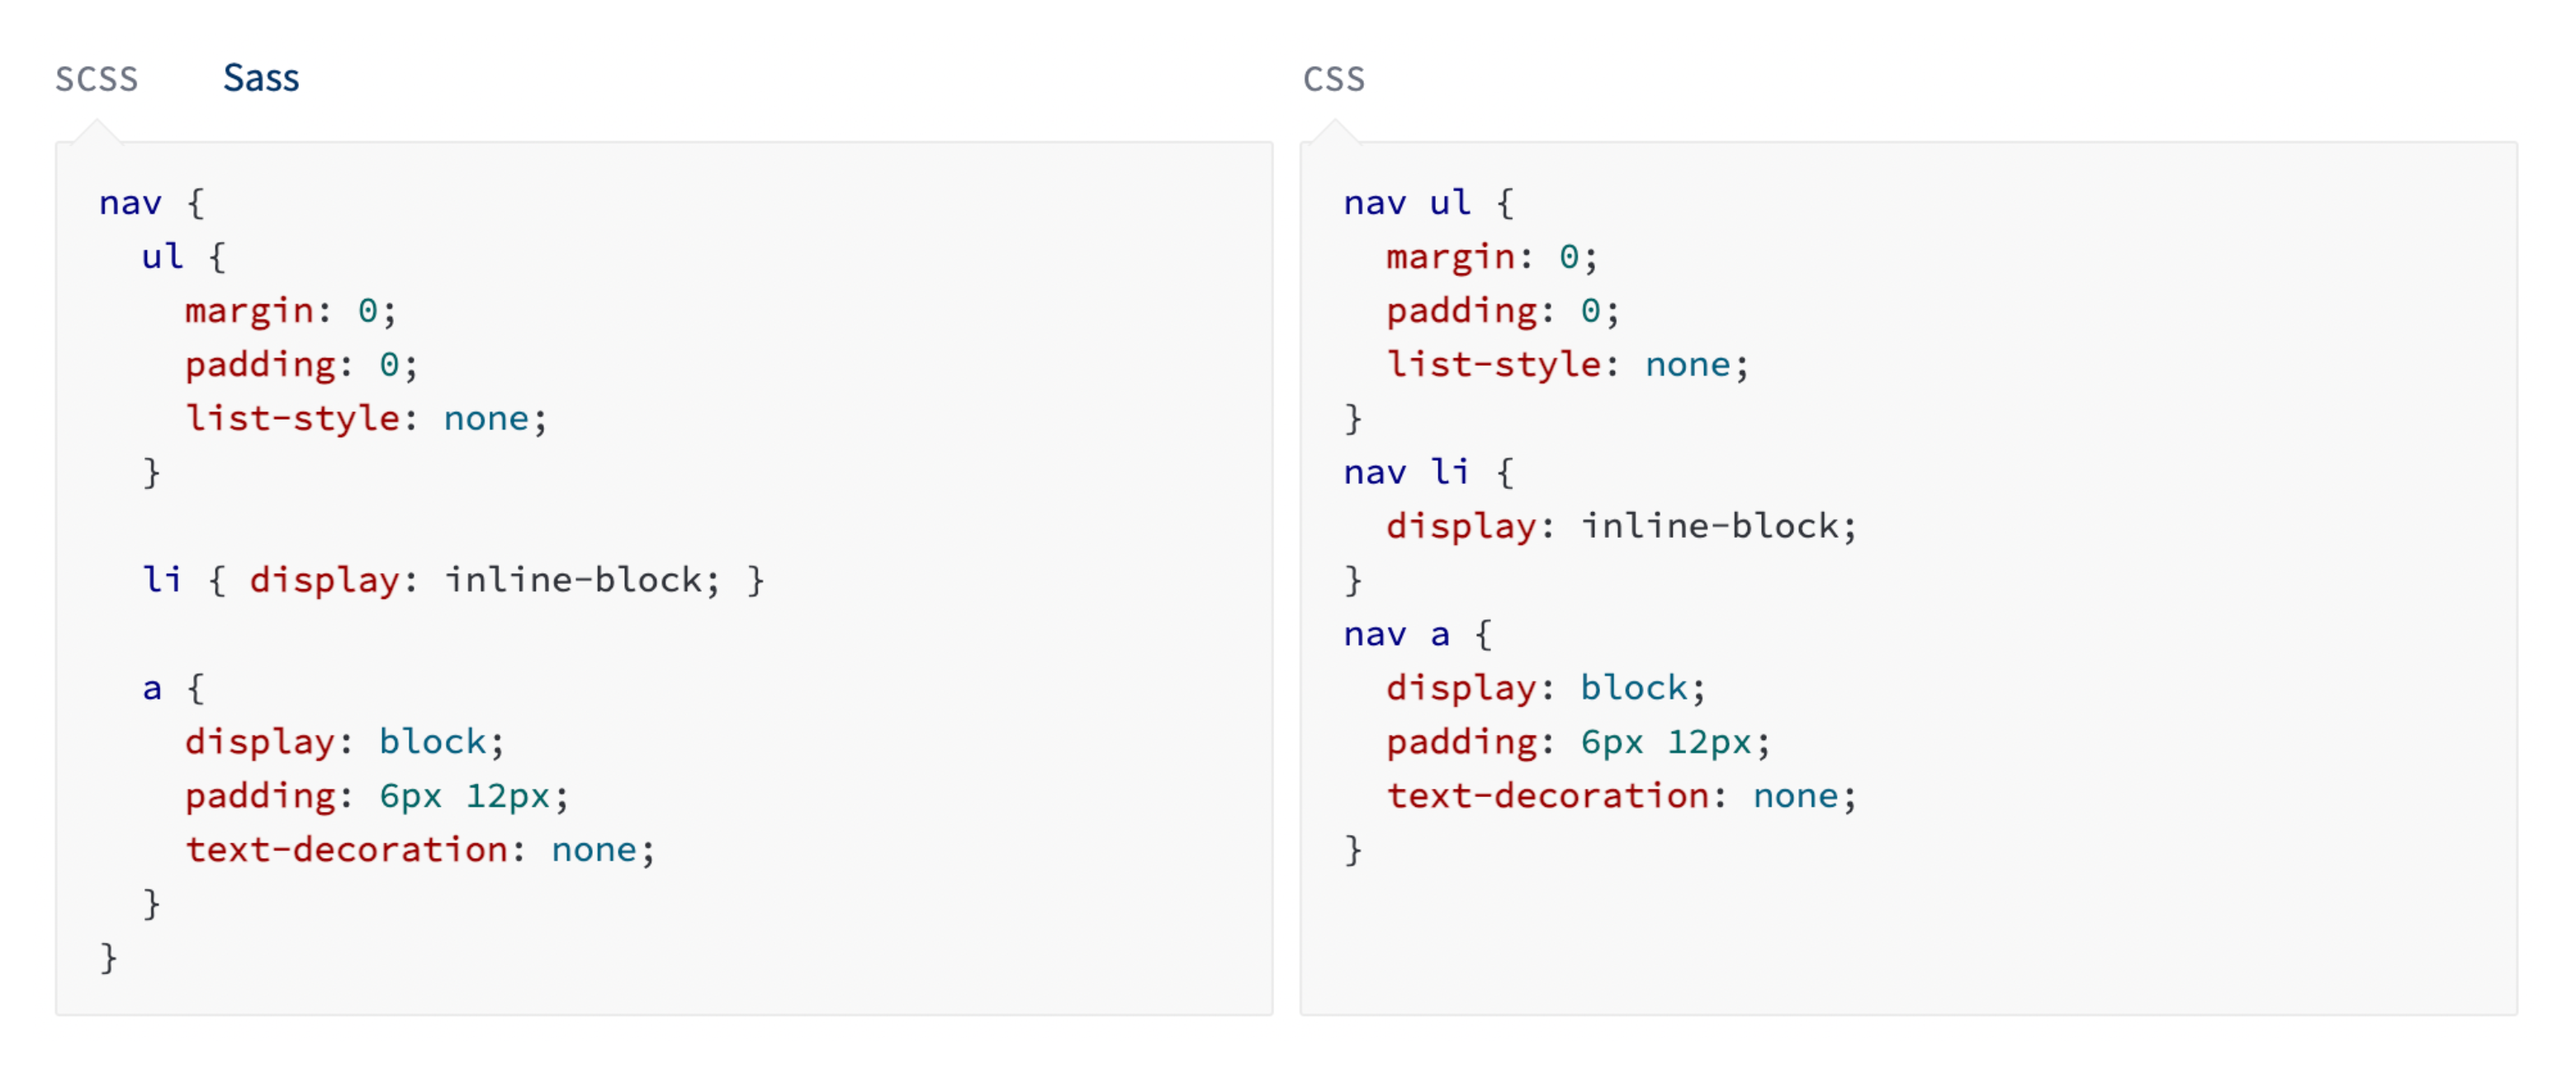 SCSS Sass
nav {
  ul {
    margin: 0;
    padding: 0;
    list-style: none;
  }

  li { display: inline-block; }

  a {
    display: block;
    padding: 6px 12px;
    text-decoration: none;
  }
}
CSS
nav ul {
  margin: 0;
  padding: 0;
  list-style: none;
}
nav li {
  display: inline-block;
}
nav a {
  display: block;
  padding: 6px 12px;
  text-decoration: none;
}